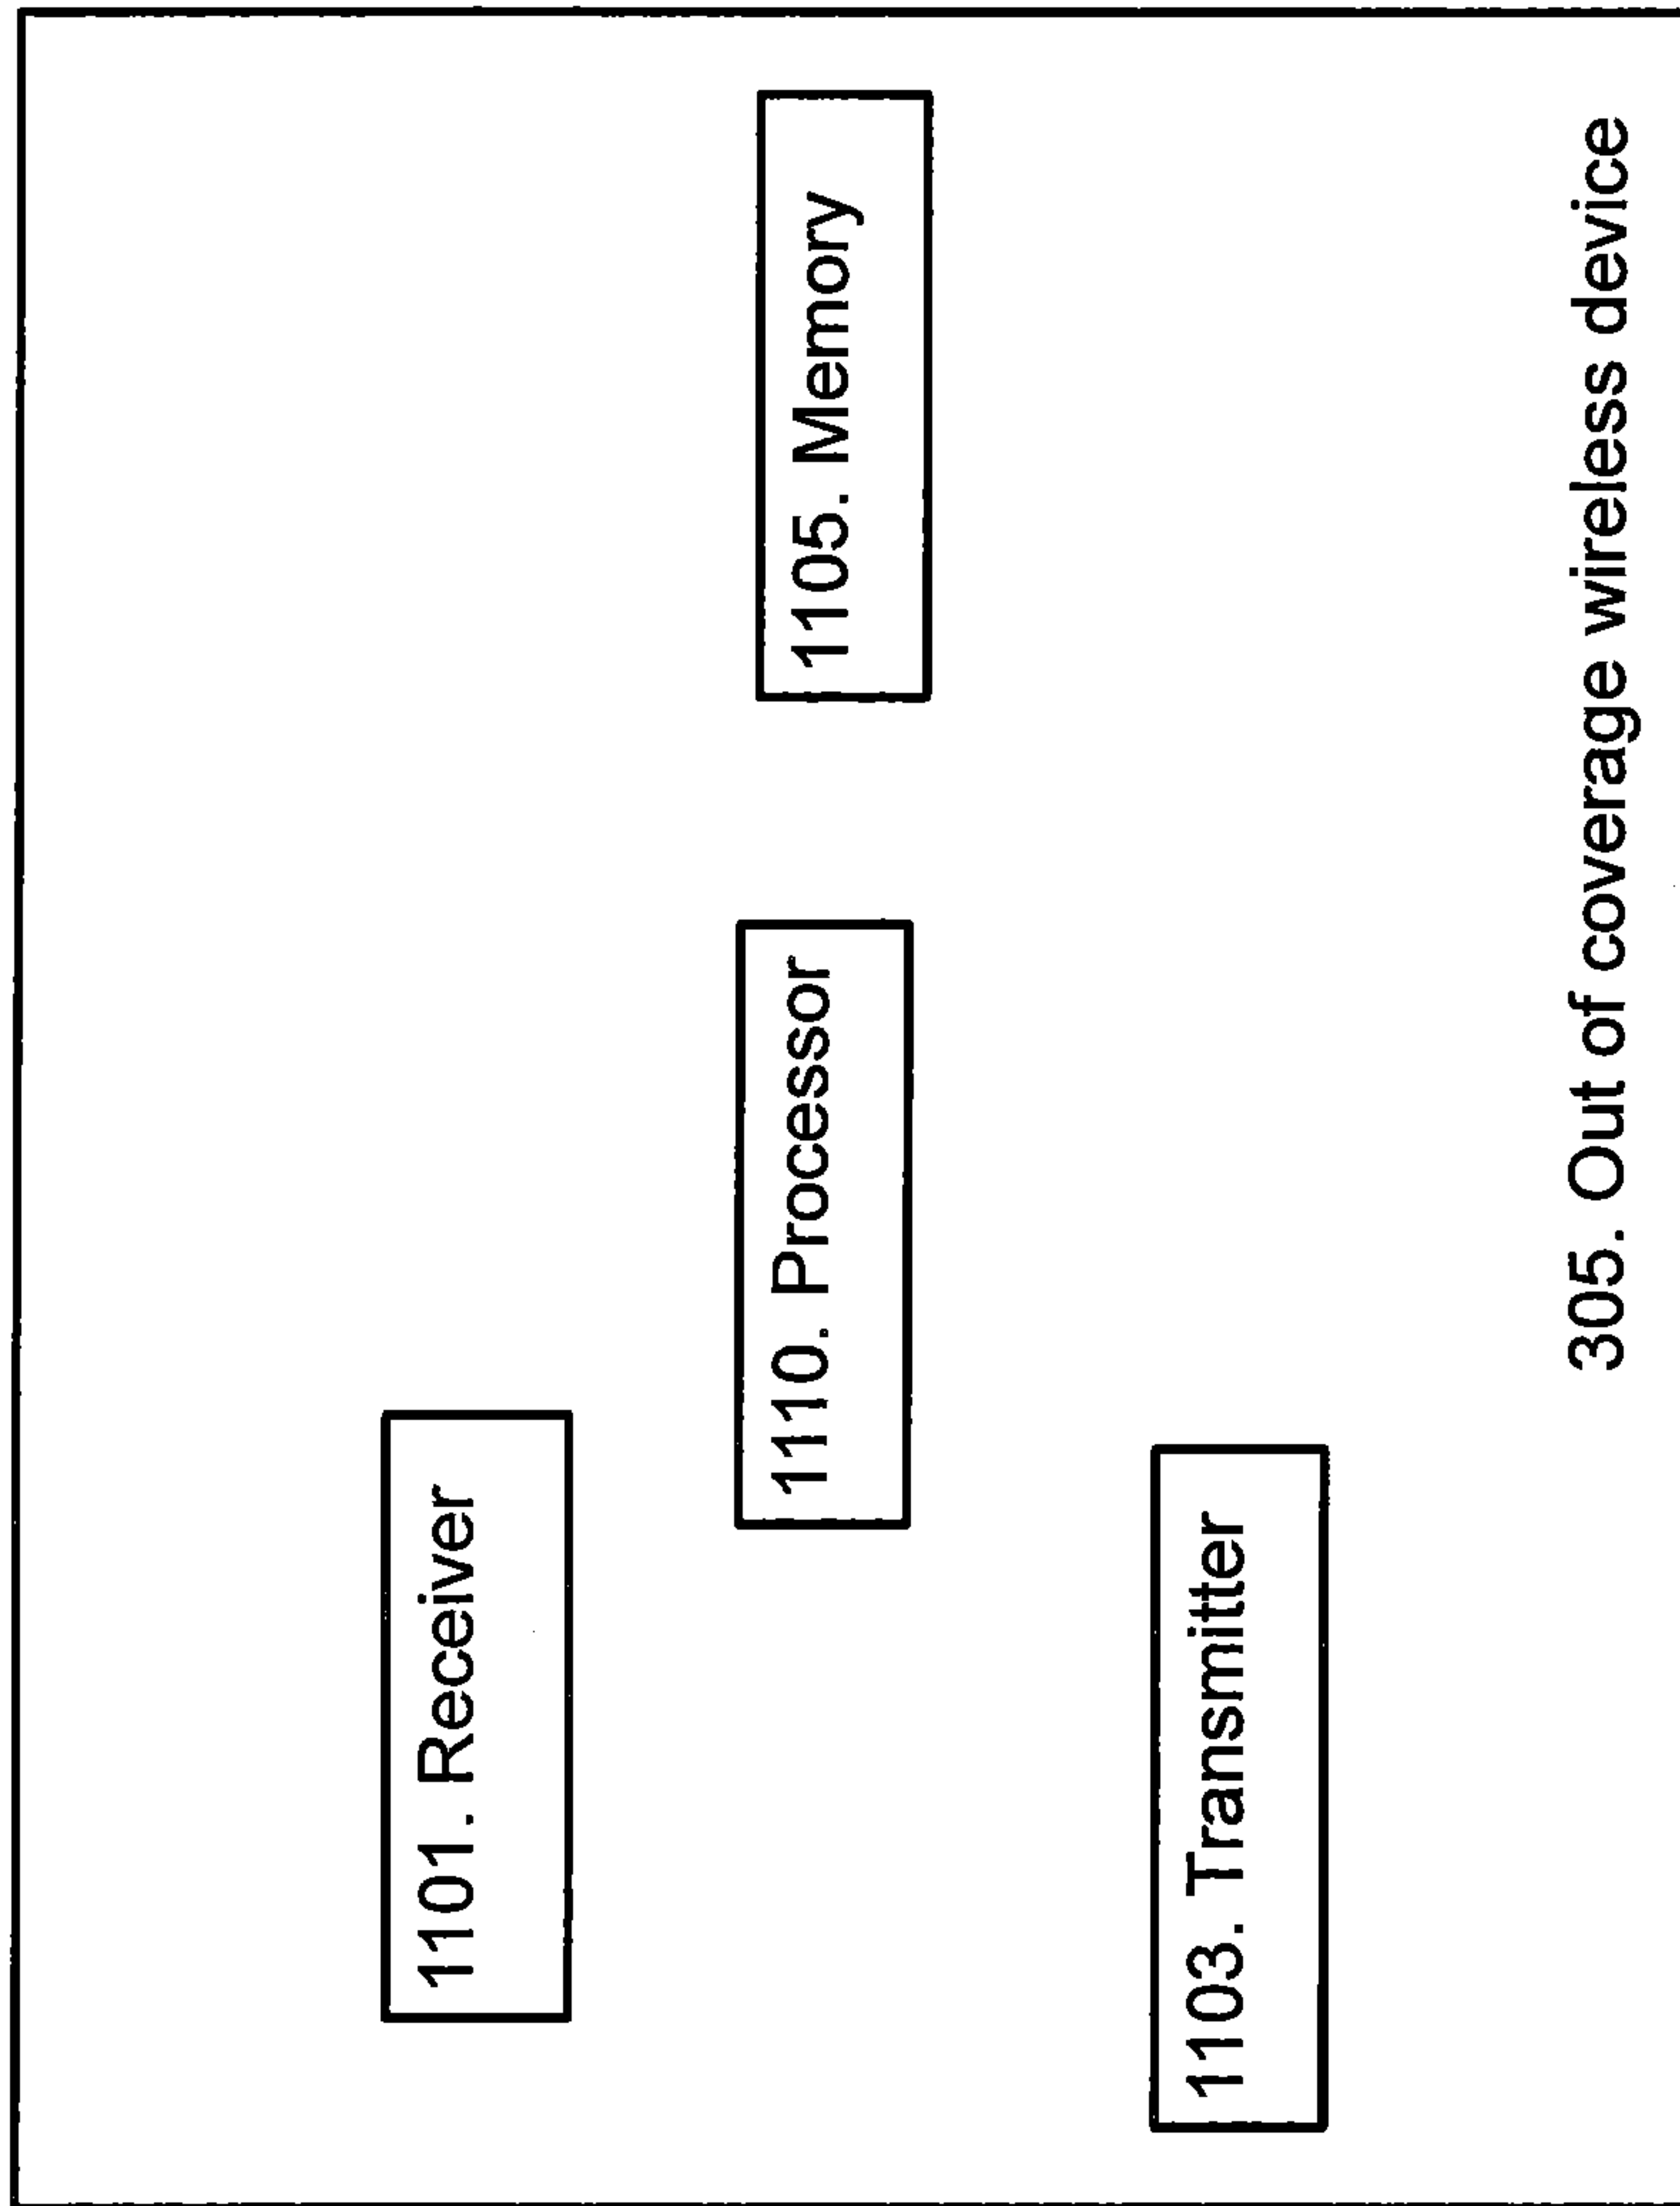 1101. Receiver
1110. Processor
1105. Memory
1103. Transmitter
305. Out of coverage wireless device